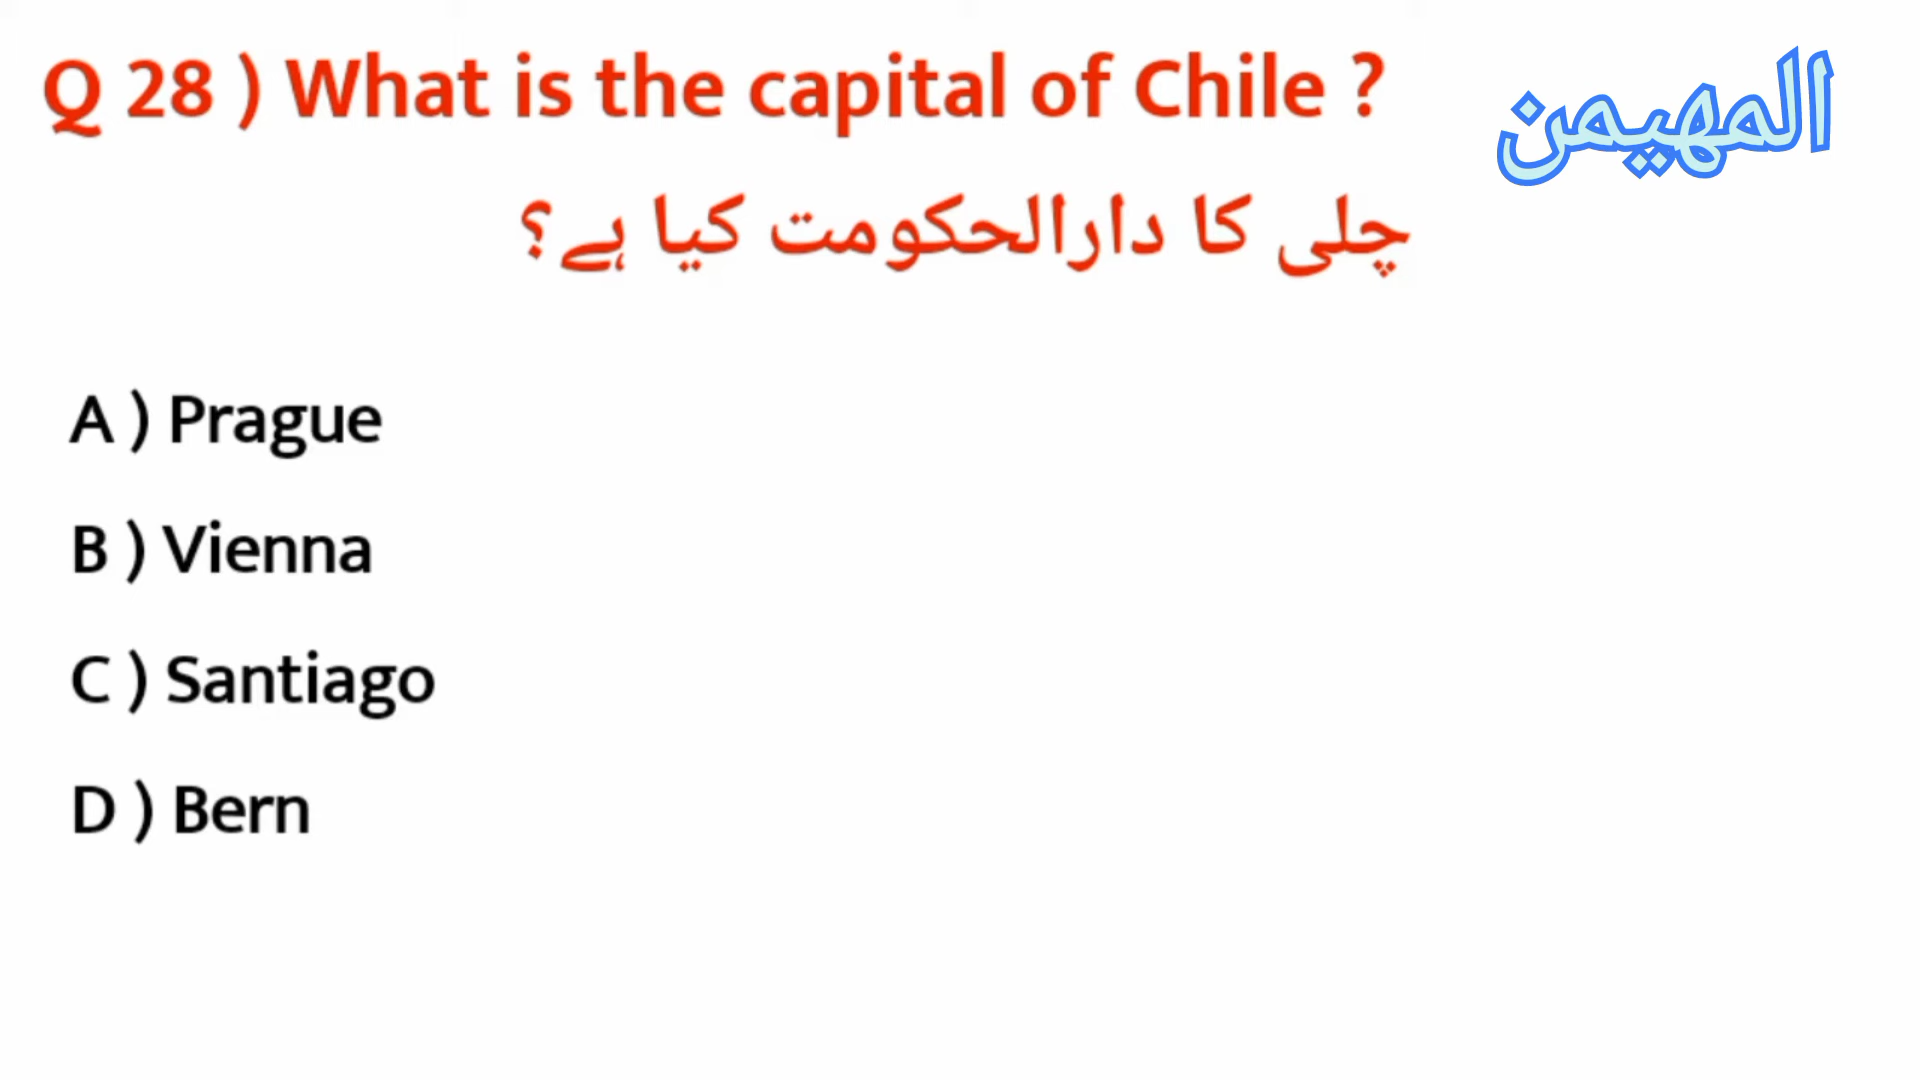 Q 28 ) What is the capital of Chile ?
المهيمن
چلی کا دارالحکومت کیا ہے؟
A ) Prague
B ) Vienna
C ) Santiago
D ) Bern